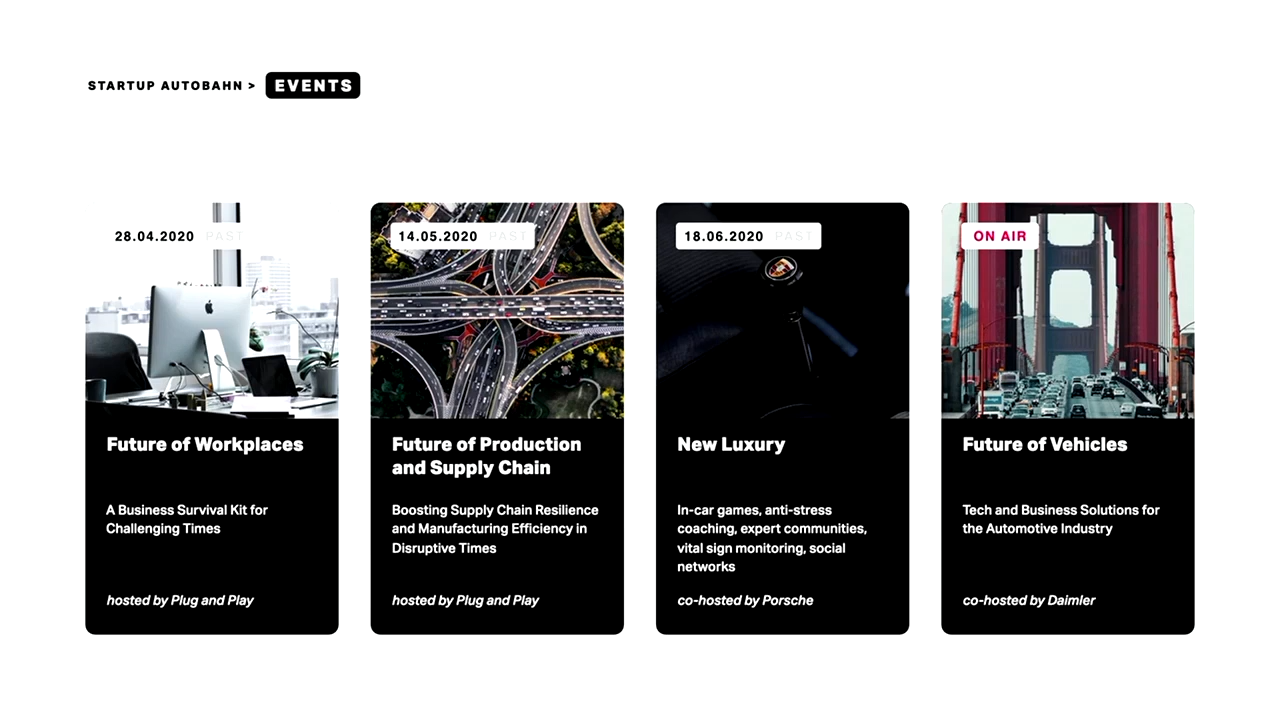 STARTUP AUTOBAHN > EVENTS
28.04.2020 PAST
Future of Workplaces
A Business Survival Kit for
Challenging Times
hosted by Plug and Play
14.05.2020 PAST
Future of Production
and Supply Chain
Boosting Supply Chain Resilience
and Manufacturing Efficiency in
Disruptive Times
hosted by Plug and Play
18.06.2020 PAST
New Luxury
In-car games, anti-stress
coaching, expert communities,
vital sign monitoring, social
networks
co-hosted by Porsche
ON AIR
Future of Vehicles
Tech and Business Solutions for
the Automotive Industry
co-hosted by Daimler